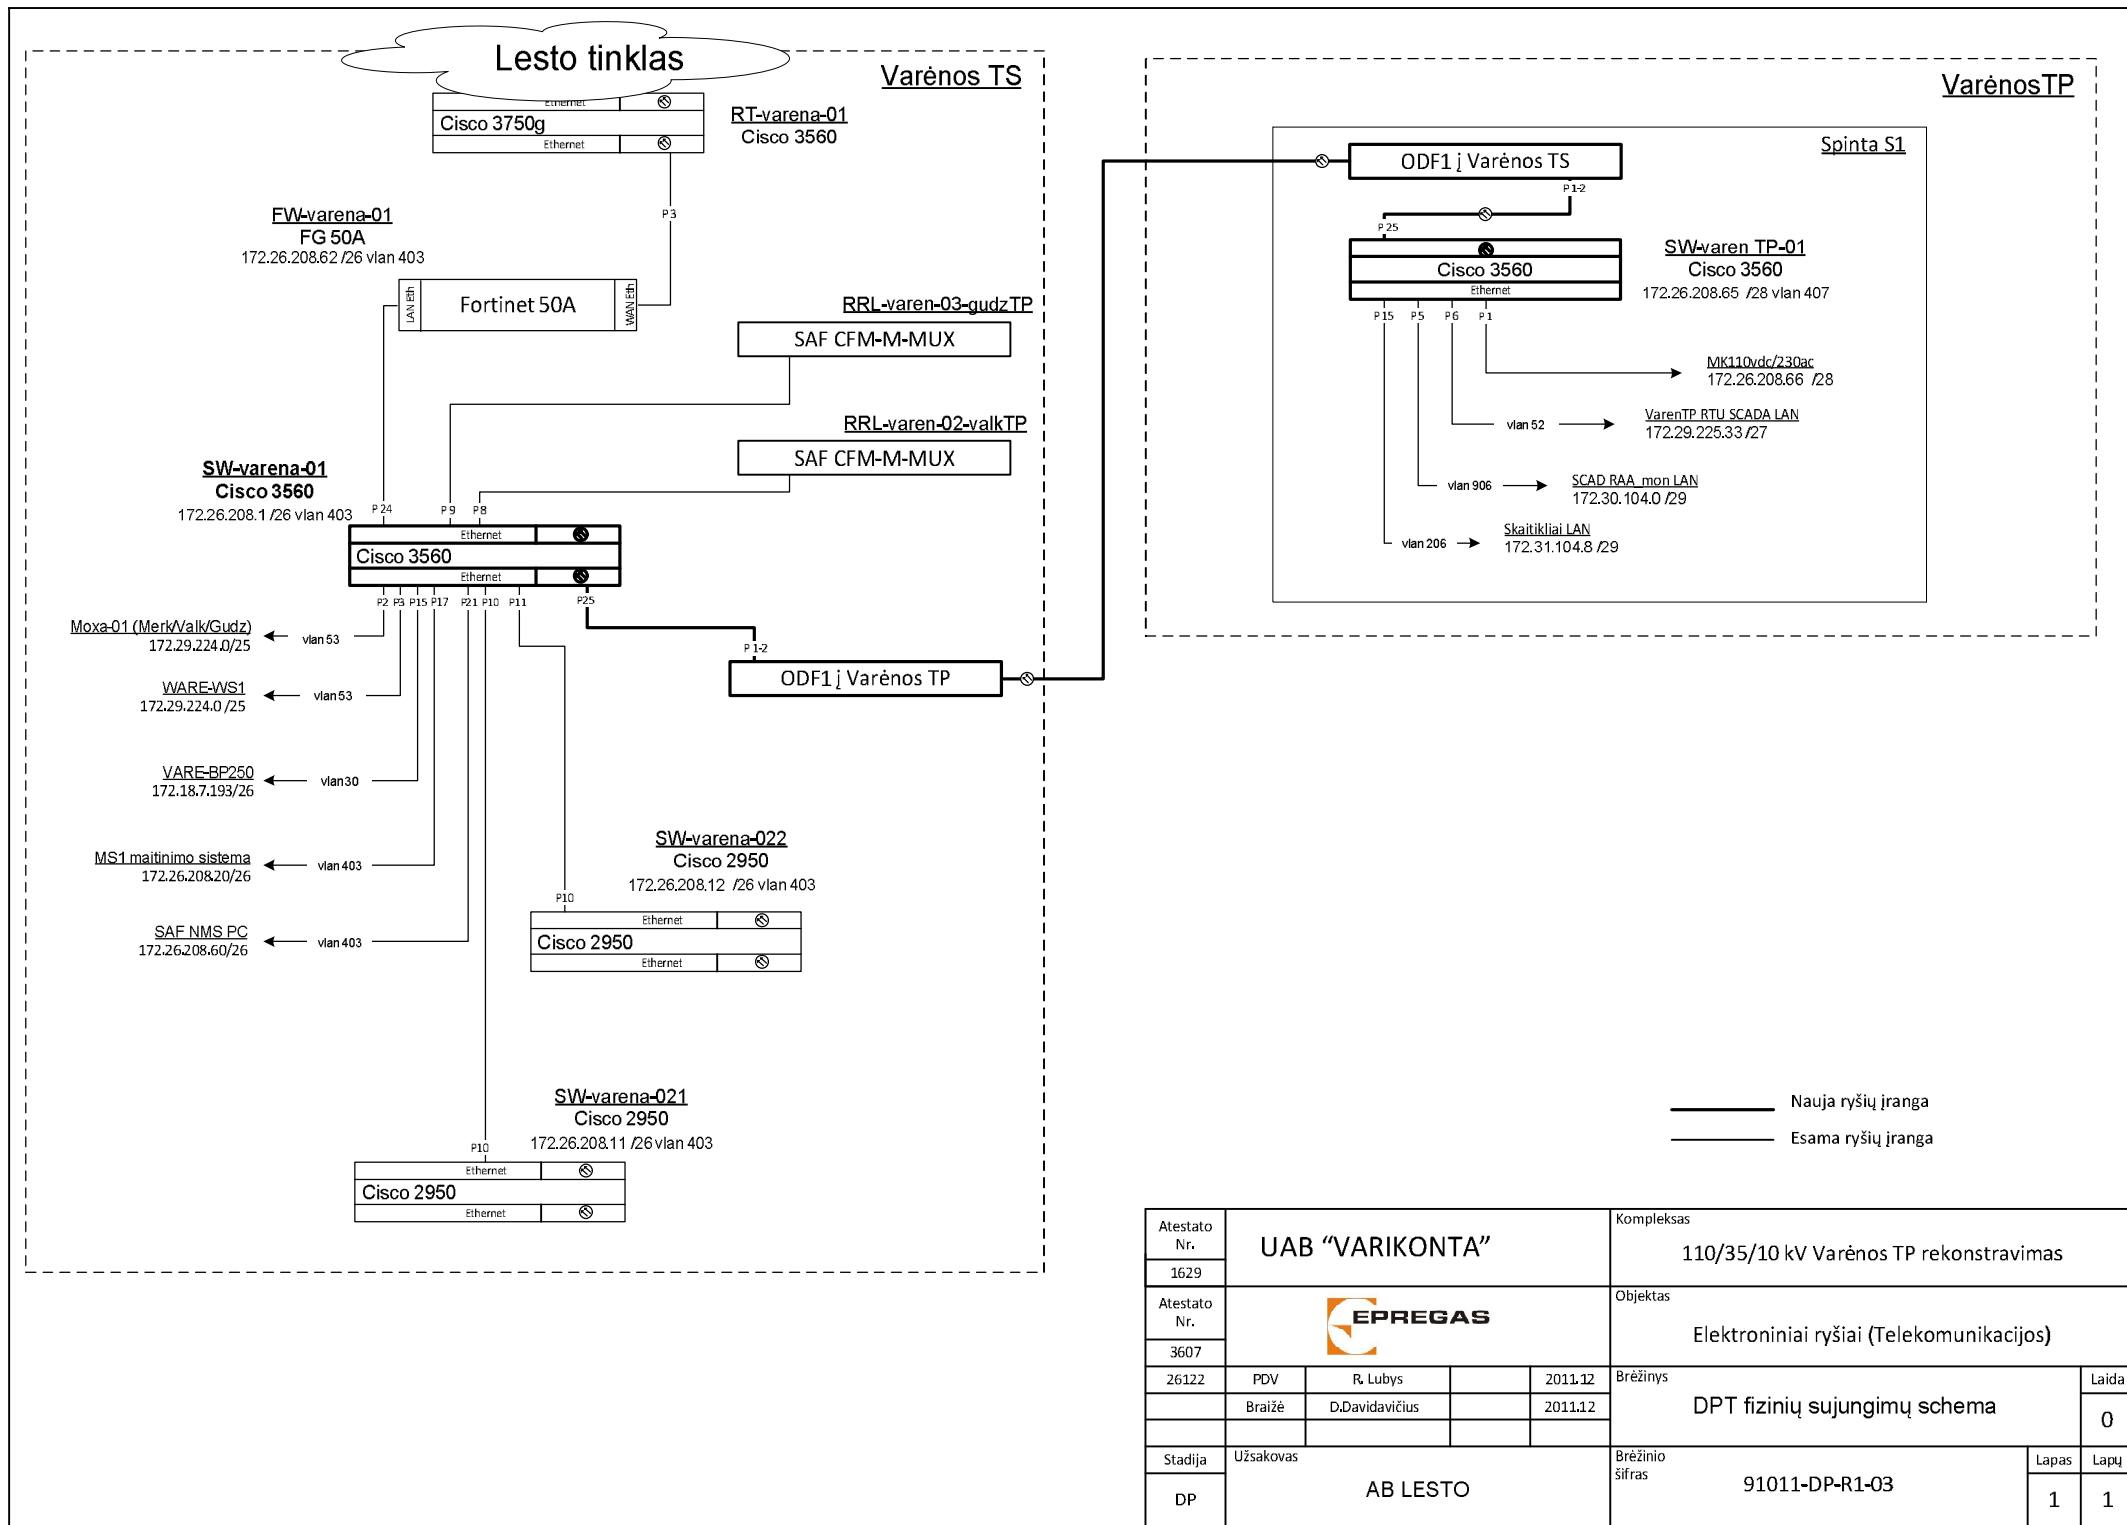 Lesto tinklas
Varėnos TS
Ethernet
Cisco 3750g
Ethernet
RT-varena-01
Cisco 3560
P3
FW-varena-01
FG 50A
172.26.208.62 /26 vlan 403
LAN Eth
Fortinet 50A
WAN Eth
RRL-varen-03-gudzTP
SAF CFM-M-MUX
RRL-varen-02-valkTP
SAF CFM-M-MUX
SW-varena-01
Cisco 3560
172.26.208.1 /26 vlan 403
P 24
P 9
P 8
Ethernet
Cisco 3560
Ethernet
P2
P3
P15
P17
P21
P10
P11
P25
Moxa-01 (Merk/Valk/Gudz)
172.29.224.0/25
vlan 53
WARE-WS1
172.29.224.0 /25
vlan 53
VARE-BP250
172.18.7.193/26
vlan 30
MS1 maitinimo sistema
172.26.208.20/26
vlan 403
SAF NMS PC
172.26.208.60/26
vlan 403
P 1-2
ODF1 į Varėnos TP
SW-varena-022
Cisco 2950
172.26.208.12 /26 vlan 403
P10
Ethernet
Cisco 2950
Ethernet
SW-varena-021
Cisco 2950
172.26.208.11 /26 vlan 403
P10
Ethernet
Cisco 2950
Ethernet
VarėnosTP
Spinta S1
ODF1 į Varėnos TS
P 1-2
P 25
Cisco 3560
Ethernet
SW-varen TP-01
Cisco 3560
172.26.208.65 /28 vlan 407
P 15
P 5
P 6
P 1
MK110vdc/230ac
172.26.208.66 /28
vlan 52
VarenTP RTU SCADA LAN
172.29.225.33 /27
vlan 906
SCAD RAA_mon LAN
172.30.104.0 /29
vlan 206
Skaitikliai LAN
172.31.104.8 /29
Nauja ryšių įranga
Esama ryšių įranga
Atestato Nr.
1629
UAB “VARIKONTA”
Kompleksas
110/35/10 kV Varėnos TP rekonstravimas
Atestato Nr.
3607
EPREGAS
Objektas
Elektroniniai ryšiai (Telekomunikacijos)
26122
PDV
R. Lubys
2011.12
Braižė
D.Davidavičius
2011.12
Brėžinys
DPT fizinių sujungimų schema
Laida
0
Stadija
DP
Užsakovas
AB LESTO
Brėžinio šifras
91011-DP-R1-03
Lapas
1
Lapų
1